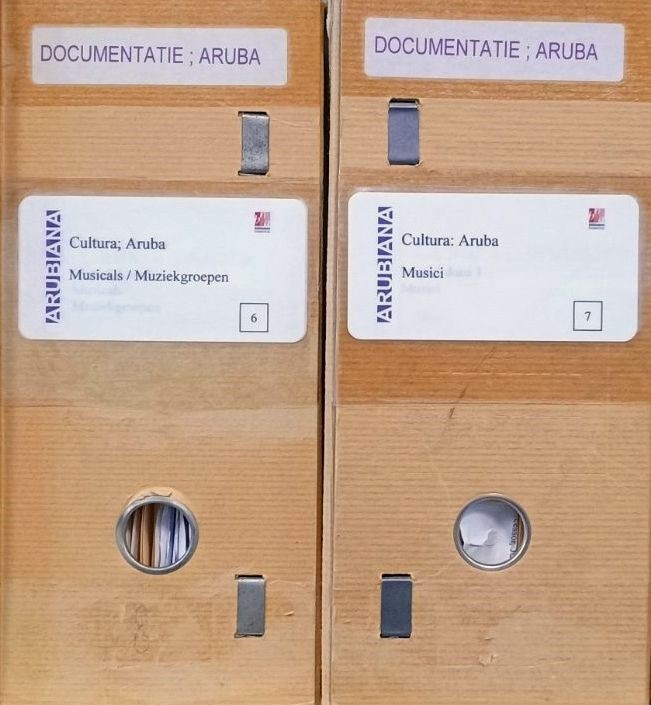 DOCUMENTATIE ; ARUBA
ARUBIANA
Cultura; Aruba
Musicals / Muziekgroepen
6
DOCUMENTATIE ; ARUBA
ARUBIANA
Cultura: Aruba
Musici
7